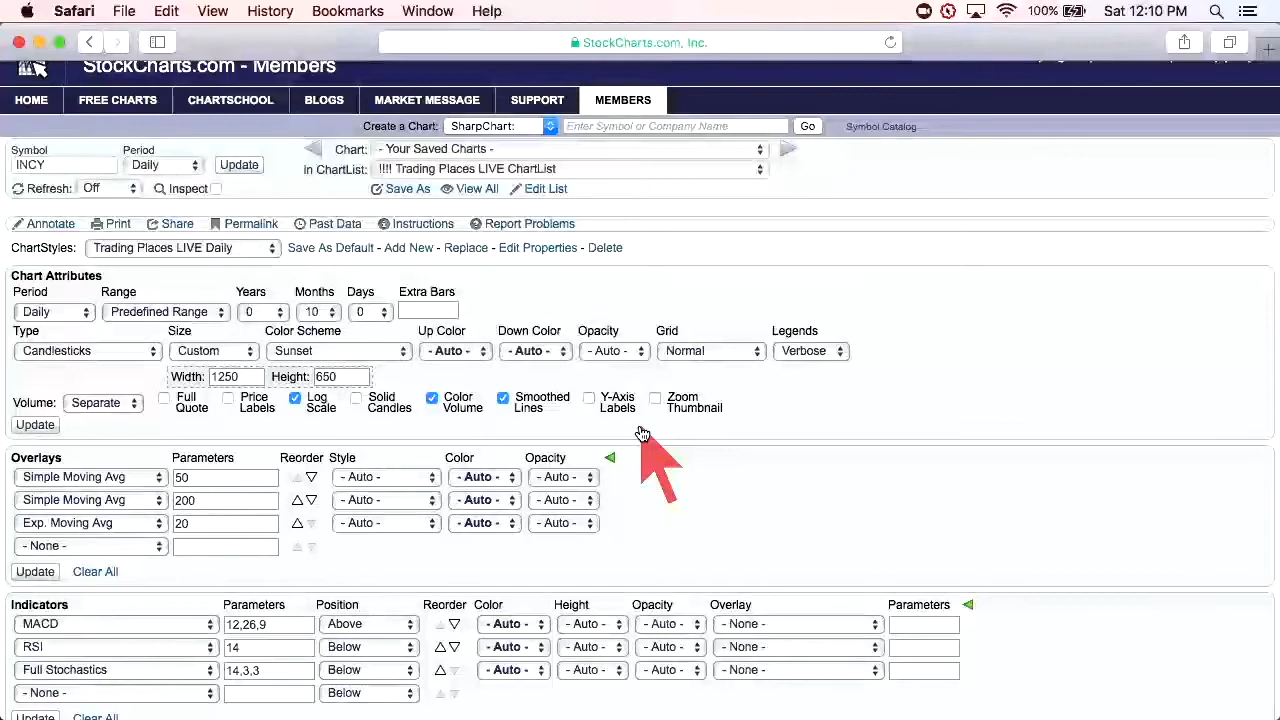 Safari File Edit View History Bookmarks Window Help 100% Sat 12:10 PM
StockCharts.com, Inc.
StockCharts.com - Members
HOME FREE CHARTS CHARTSCHOOL BLOGS MARKET MESSAGE SUPPORT MEMBERS
Create a Chart: SharpChart: Enter Symbol or Company Name Go Symbol Catalog
Symbol Period Chart: - Your Saved Charts -
INCY Daily Update In ChartList: !!!! Trading Places LIVE ChartList
Refresh: Off Inspect Save As View All Edit List
Annotate Print Share Permalink Past Data Instructions Report Problems
ChartStyles: Trading Places LIVE Daily Save As Default - Add New - Replace - Edit Properties - Delete
Chart Attributes
Period Range Years Months Days Extra Bars
Daily Predefined Range 0 10 0
Type Size Color Scheme Up Color Down Color Opacity Grid Legends
Candlesticks Custom Sunset - Auto - - Auto - - Auto - Normal Verbose
Width: 1250 Height: 650
Volume: Separate Full Quote Price Labels Log Scale Solid Candles Color Volume Smoothed Lines Y-Axis Labels Zoom Thumbnail
Update
Overlays Parameters Reorder Style Color Opacity
Simple Moving Avg 50 - Auto - - Auto - - Auto -
Simple Moving Avg 200 - Auto - - Auto - - Auto -
Exp. Moving Avg 20 - Auto - - Auto - - Auto -
- None -
Update Clear All
Indicators Parameters Position Reorder Color Height Opacity Overlay Parameters
MACD 12,26,9 Above - Auto - - Auto - - Auto - - None -
RSI 14 Below - Auto - - Auto - - Auto - - None -
Full Stochastics 14,3,3 Below - Auto - - Auto - - Auto - - None -
- None - Below
Update Clear All